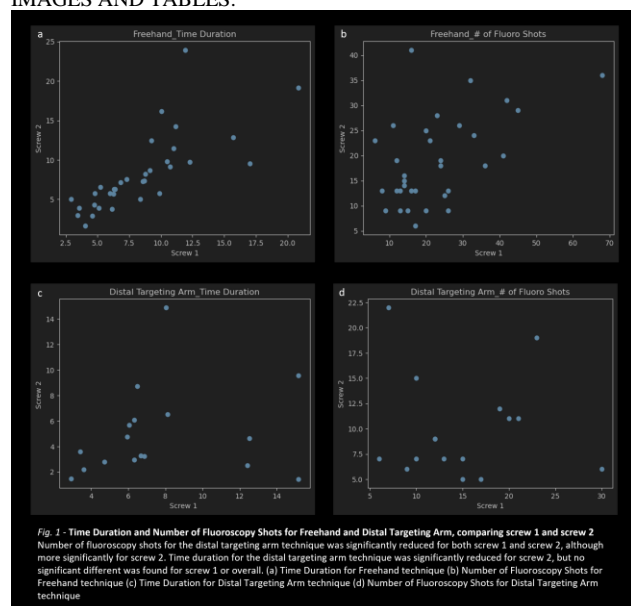 IMAGES AND TABLES:
a
Freehand_Time Duration
25
20
15
10
5
Screw 2
2.5 5.0 7.5 10.0 12.5 15.0 17.5 20.0
Screw 1
b
Freehand_# of Fluoro Shots
40
35
30
25
20
15
10
5
Screw 2
10 20 30 40 50 60 70
Screw 1
c
Distal Targeting Arm_Time Duration
14
12
10
8
6
4
2
Screw 2
4 6 8 10 12 14
Screw 1
d
Distal Targeting Arm_# of Fluoro Shots
22.5
20.0
17.5
15.0
12.5
10.0
7.5
5.0
Screw 2
5 10 15 20 25 30
Screw 1
Fig. 1 - Time Duration and Number of Fluoroscopy Shots for Freehand and Distal Targeting Arm, comparing screw 1 and screw 2
Number of fluoroscopy shots for the distal targeting arm technique was significantly reduced for both screw 1 and screw 2, although
more significantly for screw 2. Time duration for the distal targeting arm technique was significantly reduced for screw 2, but no
significant different was found for screw 1 or overall. (a) Time Duration for Freehand technique (b) Number of Fluoroscopy Shots for
Freehand technique (c) Time Duration for Distal Targeting Arm technique (d) Number of Fluoroscopy Shots for Distal Targeting Arm
technique